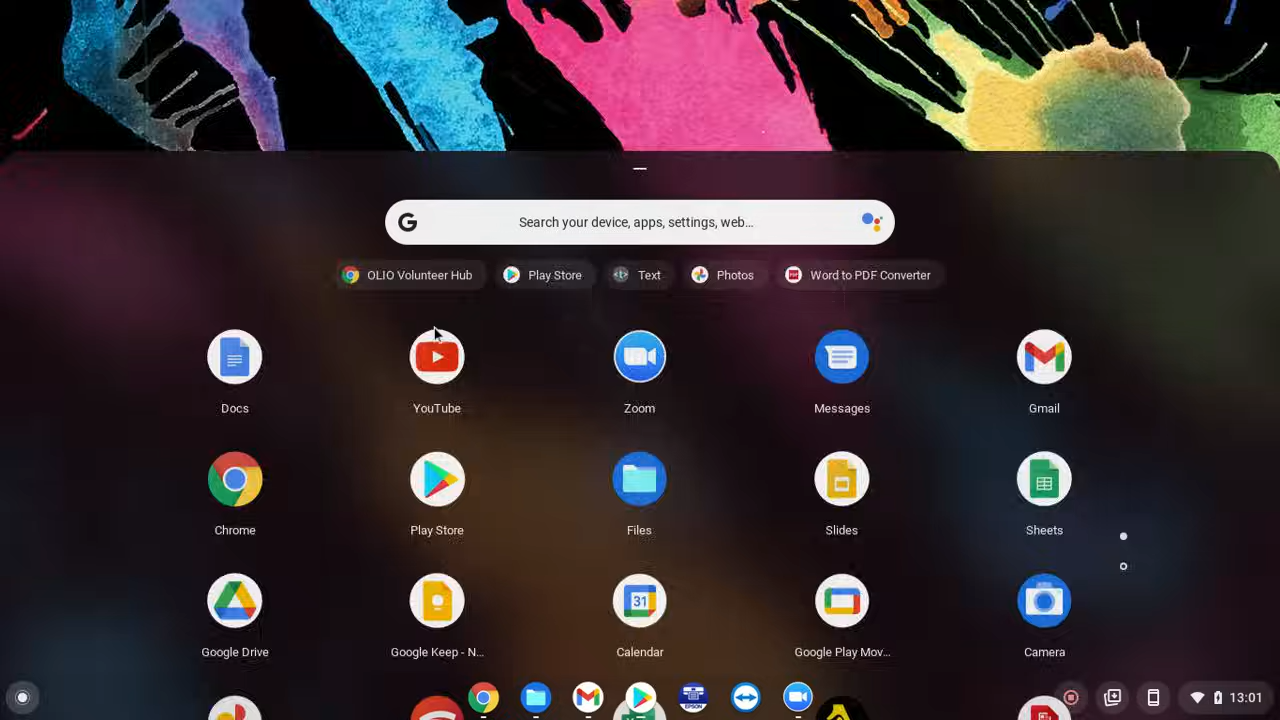 Search your device, apps, settings, web…
OLIO Volunteer Hub Play Store Text Photos Word to PDF Converter
Docs YouTube Zoom Messages Gmail
Chrome Play Store Files Slides Sheets
31
Google Drive Google Keep - N… Calendar Google Play Mov… Camera
EPSON
13:01